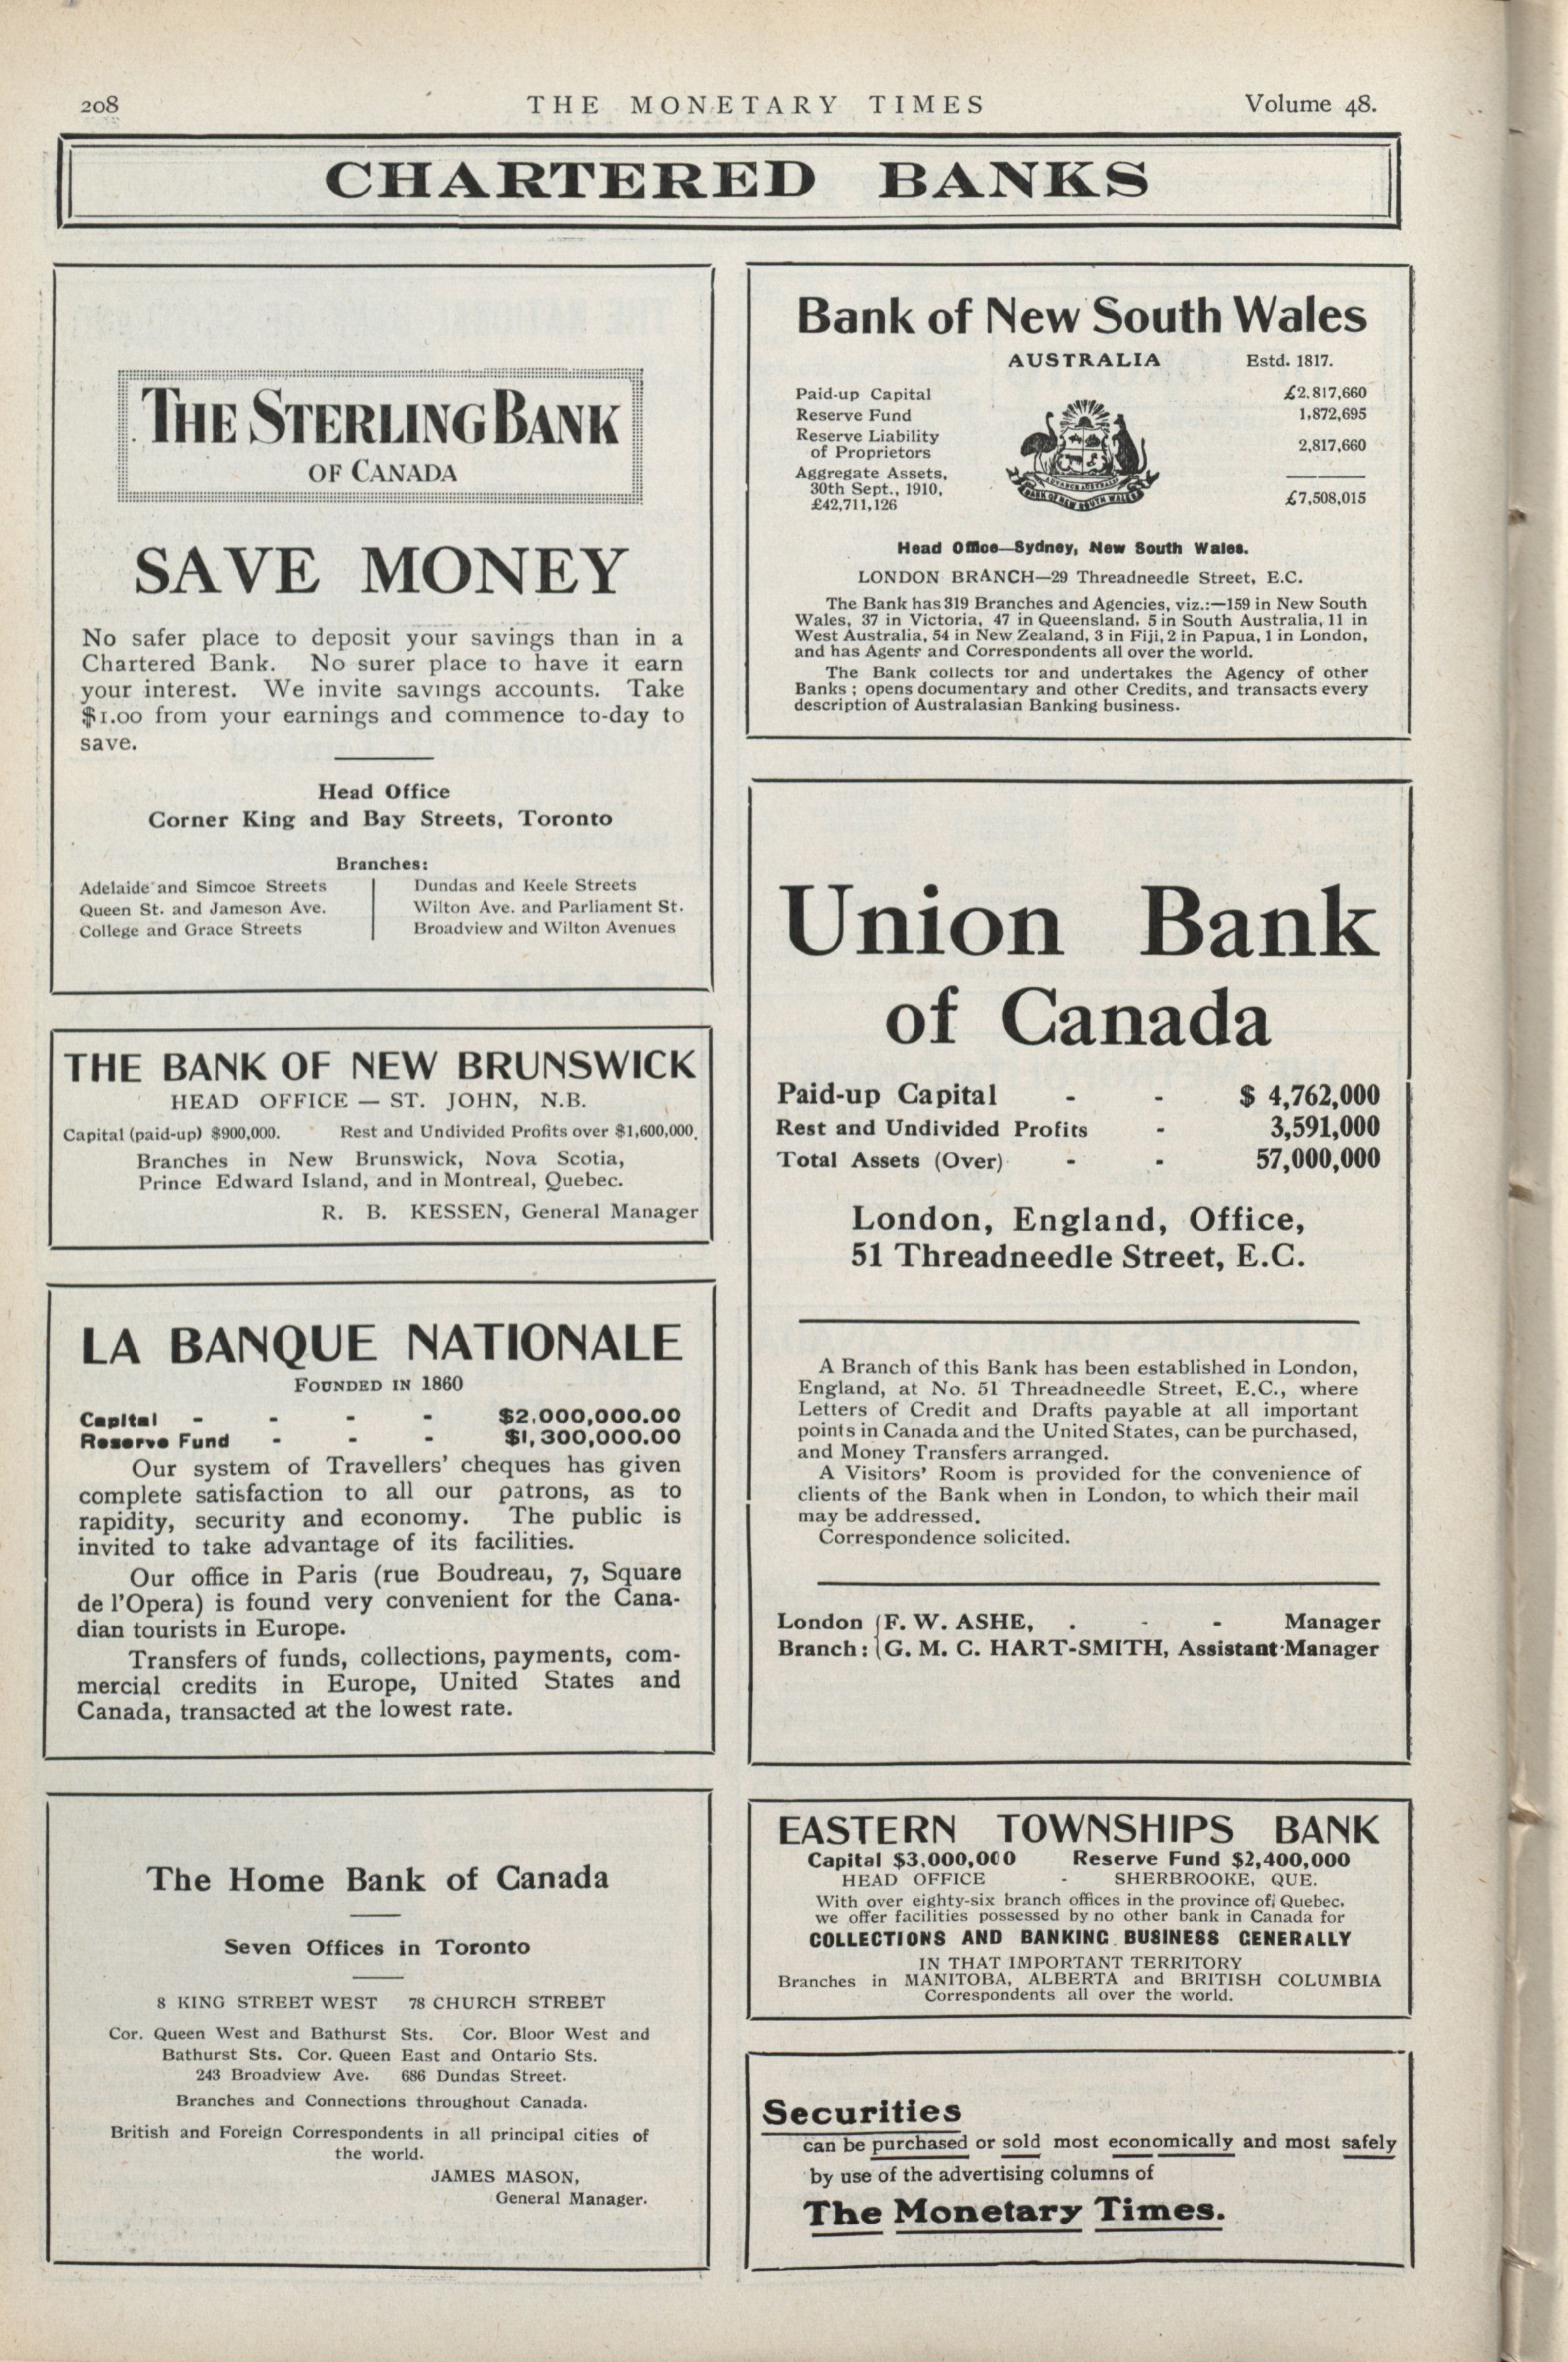 208
THE MONETARY TIMES
Volume 48.
CHARTERED BANKS
THE STERLING BANK
OF CANADA
SAVE MONEY
No safer place to deposit your savings than in a
Chartered Bank. No surer place to have it earn
your interest. We invite savings accounts. Take
$1.00 from your earnings and commence to-day to
save.
Head Office
Corner King and Bay Streets, Toronto
Branches:
Adelaide and Simcoe Streets
Queen St. and Jameson Ave.
College and Grace Streets
Dundas and Keele Streets
Wilton Ave. and Parliament St.
Broadview and Wilton Avenues
THE BANK OF NEW BRUNSWICK
HEAD OFFICE — ST. JOHN, N.B.
Capital (paid-up) $900,000. Rest and Undivided Profits over $1,600,000.
Branches in New Brunswick, Nova Scotia,
Prince Edward Island, and in Montreal, Quebec.
R. B. KESSEN, General Manager
LA BANQUE NATIONALE
FOUNDED IN 1860
Capital - - - - $2,000,000.00
Reserve Fund - - - $1,300,000.00
Our system of Travellers' cheques has given
complete satisfaction to all our patrons, as to
rapidity, security and economy. The public is
invited to take advantage of its facilities.
Our office in Paris (rue Boudreau, 7, Square
de l'Opera) is found very convenient for the Cana-
dian tourists in Europe.
Transfers of funds, collections, payments, com-
mercial credits in Europe, United States and
Canada, transacted at the lowest rate.
The Home Bank of Canada
Seven Offices in Toronto
8 KING STREET WEST 78 CHURCH STREET
Cor. Queen West and Bathurst Sts. Cor. Bloor West and
Bathurst Sts. Cor. Queen East and Ontario Sts.
243 Broadview Ave. 686 Dundas Street.
Branches and Connections throughout Canada.
British and Foreign Correspondents in all principal cities of
the world.
JAMES MASON,
General Manager.
Bank of New South Wales
AUSTRALIA Estd. 1817.
Paid-up Capital £2,817,660
Reserve Fund 1,872,695
Reserve Liability
of Proprietors 2,817,660
Aggregate Assets,
30th Sept., 1910,
£42,711,126 £7,508,015
ADVANCE AUSTRALIA
BANK OF NEW SOUTH WALES
Head Office—Sydney, New South Wales.
LONDON BRANCH—29 Threadneedle Street, E.C.
The Bank has 319 Branches and Agencies, viz.:—159 in New South
Wales, 37 in Victoria, 47 in Queensland, 5 in South Australia, 11 in
West Australia, 54 in New Zealand, 3 in Fiji, 2 in Papua, 1 in London,
and has Agents and Correspondents all over the world.
The Bank collects for and undertakes the Agency of other
Banks; opens documentary and other Credits, and transacts every
description of Australasian Banking business.
Union Bank
of Canada
Paid-up Capital - - $ 4,762,000
Rest and Undivided Profits - 3,591,000
Total Assets (Over) - - 57,000,000
London, England, Office,
51 Threadneedle Street, E.C.
A Branch of this Bank has been established in London,
England, at No. 51 Threadneedle Street, E.C., where
Letters of Credit and Drafts payable at all important
points in Canada and the United States, can be purchased,
and Money Transfers arranged.
A Visitors' Room is provided for the convenience of
clients of the Bank when in London, to which their mail
may be addressed.
Correspondence solicited.
London F. W. ASHE, - - - Manager
Branch: G. M. C. HART-SMITH, Assistant Manager
EASTERN TOWNSHIPS BANK
Capital $3,000,000 Reserve Fund $2,400,000
HEAD OFFICE - SHERBROOKE, QUE.
With over eighty-six branch offices in the province of Quebec,
we offer facilities possessed by no other bank in Canada for
COLLECTIONS AND BANKING BUSINESS GENERALLY
IN THAT IMPORTANT TERRITORY
Branches in MANITOBA, ALBERTA and BRITISH COLUMBIA
Correspondents all over the world.
Securities
can be purchased or sold most economically and most safely
by use of the advertising columns of
The Monetary Times.